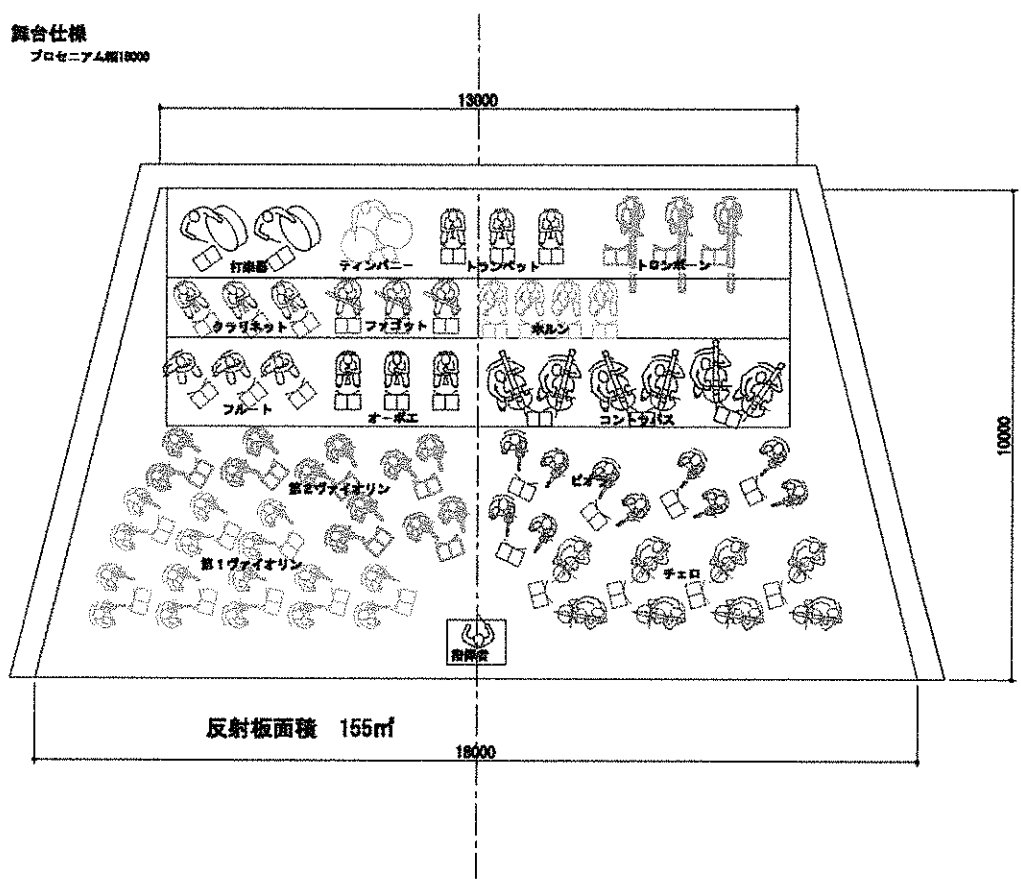 舞台仕様
プロセニアム幅18000
13000
打楽器
ティンパニー
トランペット
トロンボーン
クラリネット
ファゴット
ホルン
フルート
オーボエ
コントラバス
10000
第2ヴァイオリン
ビオラ
第1ヴァイオリン
チェロ
指揮者
反射板面積 155㎡
18000